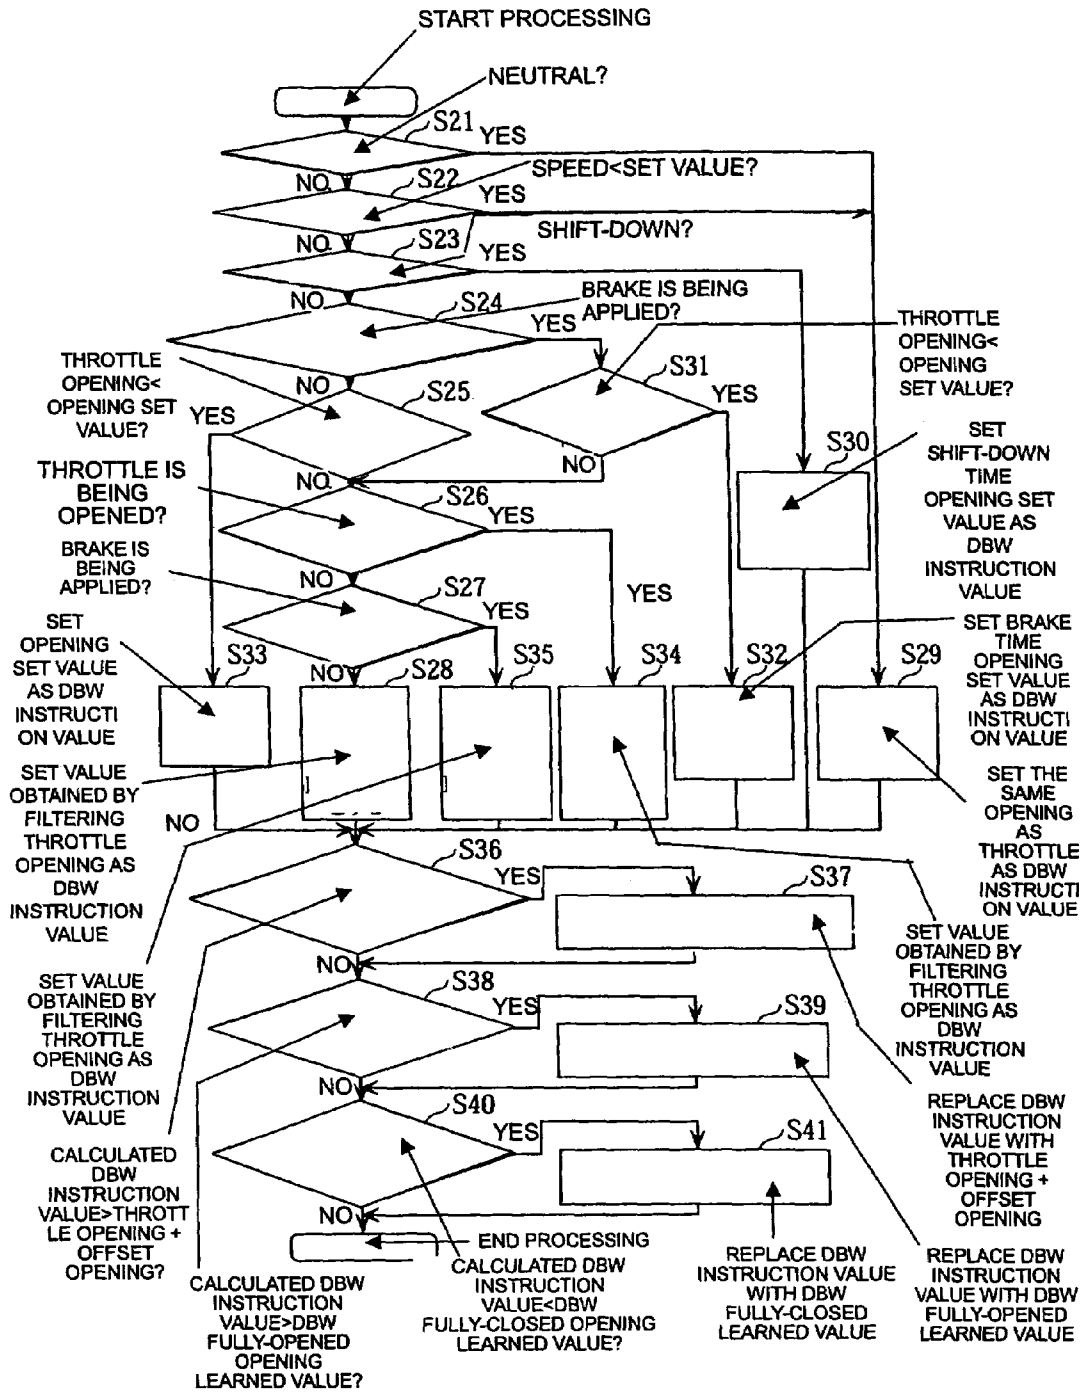 START PROCESSING
NEUTRAL?
S21
YES
NO
S22
SPEED<SET VALUE?
YES
NO
S23
SHIFT-DOWN?
YES
NO
S24
BRAKE IS BEING
APPLIED?
YES
THROTTLE
OPENING<
OPENING
SET VALUE?
S31
YES
NO
THROTTLE
OPENING<
OPENING SET
VALUE?
NO
S25
YES
NO
S30
SET
SHIFT-DOWN
TIME
OPENING SET
VALUE AS
DBW
INSTRUCTION
VALUE
THROTTLE IS
BEING
OPENED?
S26
YES
NO
YES
BRAKE IS
BEING
APPLIED?
S27
YES
NO
SET
OPENING
SET VALUE
AS DBW
INSTRUCTI
ON VALUE
S33
S28
S35
S34
S32
S29
SET BRAKE
TIME
OPENING
SET VALUE
AS DBW
INSTRUCTI
ON VALUE
SET VALUE
OBTAINED BY
FILTERING
THROTTLE
OPENING AS
DBW
INSTRUCTION
VALUE
NO
SET THE
SAME
OPENING
AS
THROTTLE
AS DBW
INSTRUCTI
ON VALUE
S36
YES
NO
S37
SET VALUE
OBTAINED BY
FILTERING
THROTTLE
OPENING AS
DBW
INSTRUCTION
VALUE
SET VALUE
OBTAINED BY
FILTERING
THROTTLE
OPENING AS
DBW
INSTRUCTION
VALUE
S38
YES
NO
S39
S40
YES
NO
S41
REPLACE DBW
INSTRUCTION
VALUE WITH
THROTTLE
OPENING +
OFFSET
OPENING
CALCULATED
DBW
INSTRUCTION
VALUE>THROTT
LE OPENING +
OFFSET
OPENING?
END PROCESSING
CALCULATED DBW
INSTRUCTION
VALUE>DBW
FULLY-OPENED
OPENING
LEARNED VALUE?
CALCULATED DBW
INSTRUCTION
VALUE<DBW
FULLY-CLOSED OPENING
LEARNED VALUE?
REPLACE DBW
INSTRUCTION VALUE
WITH DBW
FULLY-CLOSED
LEARNED VALUE
REPLACE DBW
INSTRUCTION
VALUE WITH DBW
FULLY-OPENED
LEARNED VALUE